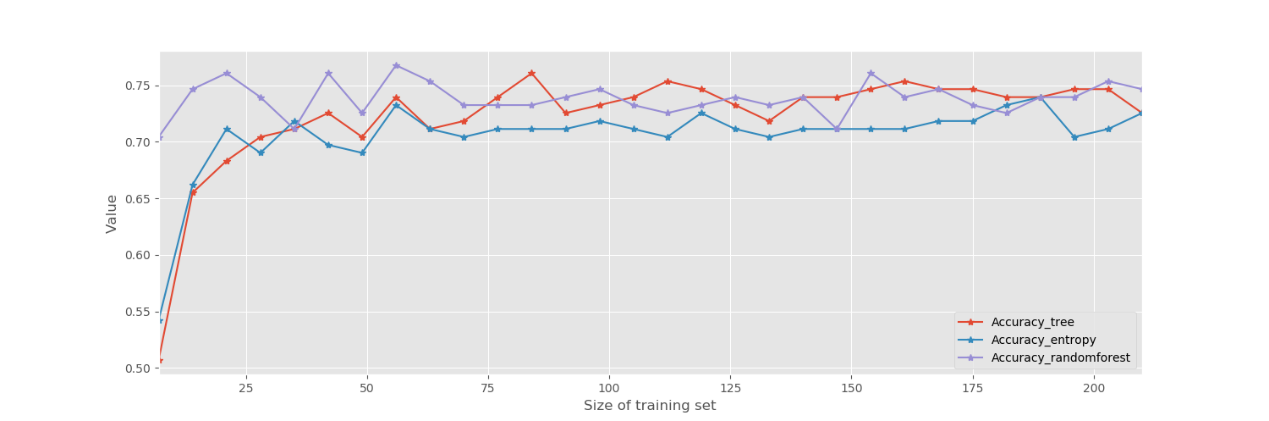 0.75
0.70
0.65
0.60
0.55
0.50
Value
25 50 75 100 125 150 175 200
Size of training set
Accuracy_tree
Accuracy_entropy
Accuracy_randomforest